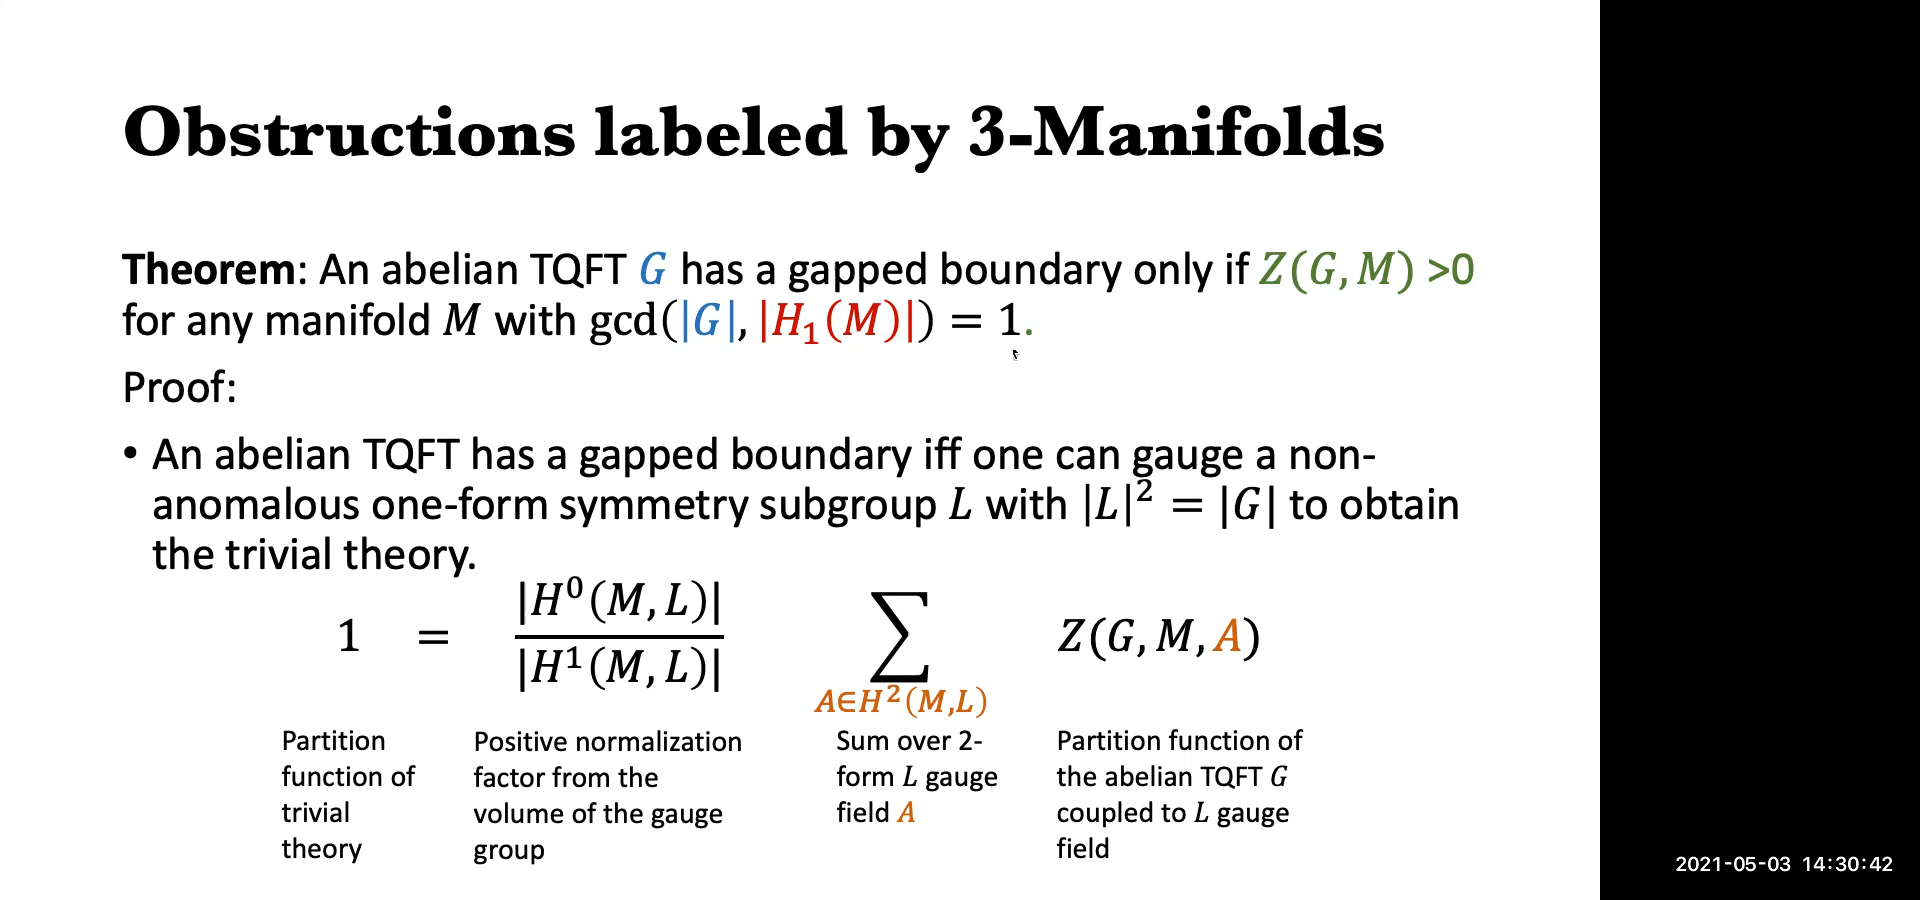 Obstructions labeled by 3-Manifolds
Theorem: An abelian TQFT G has a gapped boundary only if Z(G, M) >0
for any manifold M with gcd(|G|, |H₁(M)|) = 1.
Proof:
• An abelian TQFT has a gapped boundary iff one can gauge a non-
anomalous one-form symmetry subgroup L with |L|² = |G| to obtain
the trivial theory.
1 = |H⁰(M, L)| / |H¹(M, L)| ∑ A∈H²(M,L) Z(G, M, A)
Partition function of trivial theory
Positive normalization factor from the volume of the gauge group
Sum over 2-form L gauge field A
Partition function of the abelian TQFT G coupled to L gauge field
2021-05-03 14:30:42